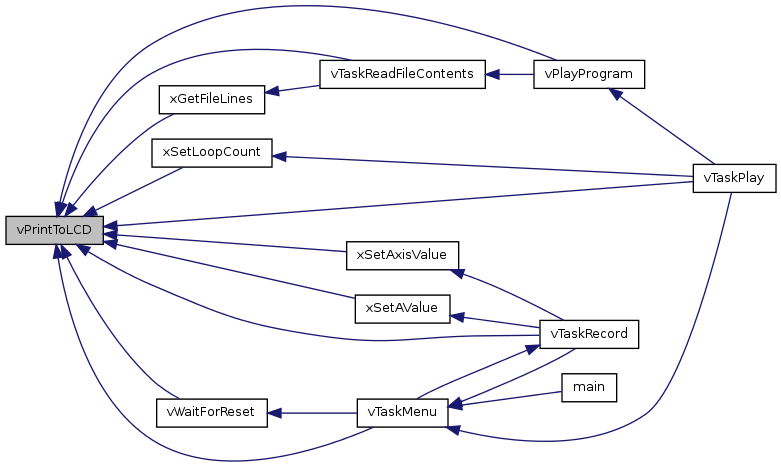 vPlayProgram
vTaskReadFileContents
xGetFileLines
xSetLoopCount
vTaskPlay
vPrintToLCD
xSetAxisValue
xSetAValue
vTaskRecord
main
vWaitForReset
vTaskMenu